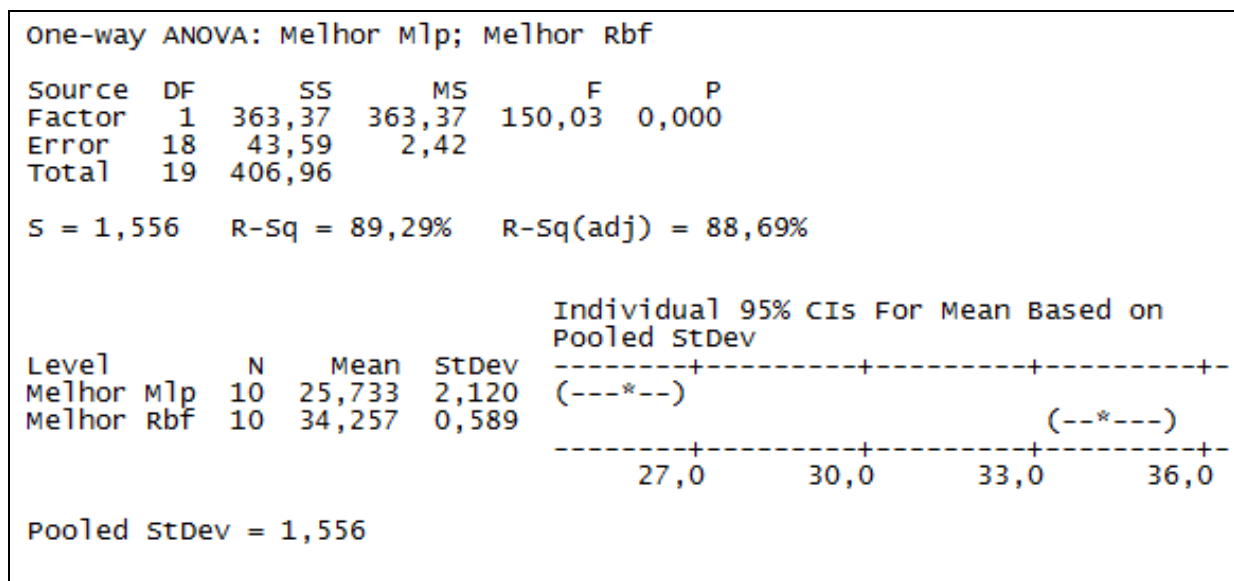 One-way ANOVA: Melhor Mlp; Melhor Rbf
Source  DF      SS      MS       F      P
Factor   1  363,37  363,37  150,03  0,000
Error   18   43,59    2,42
Total   19  406,96
S = 1,556   R-Sq = 89,29%   R-Sq(adj) = 88,69%
Individual 95% CIs For Mean Based on
Pooled StDev
Level        N    Mean  StDev  --------+---------+---------+---------+-
Melhor Mlp  10  25,733  2,120  (---*--)
Melhor Rbf  10  34,257  0,589                               (--*---)
--------+---------+---------+---------+-
27,0      30,0      33,0      36,0
Pooled StDev = 1,556